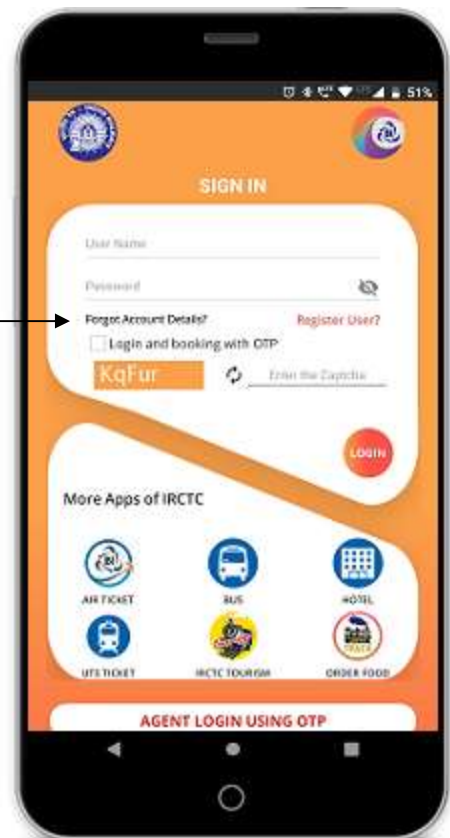 51%
SIGN IN
User Name
Password
Forgot Account Details? Register User?
Login and booking with OTP
KqFur Enter the Captcha
LOGIN
More Apps of IRCTC
AIR TICKET BUS HOTEL
UTS TICKET IRCTC TOURISM ORDER FOOD
AGENT LOGIN USING OTP